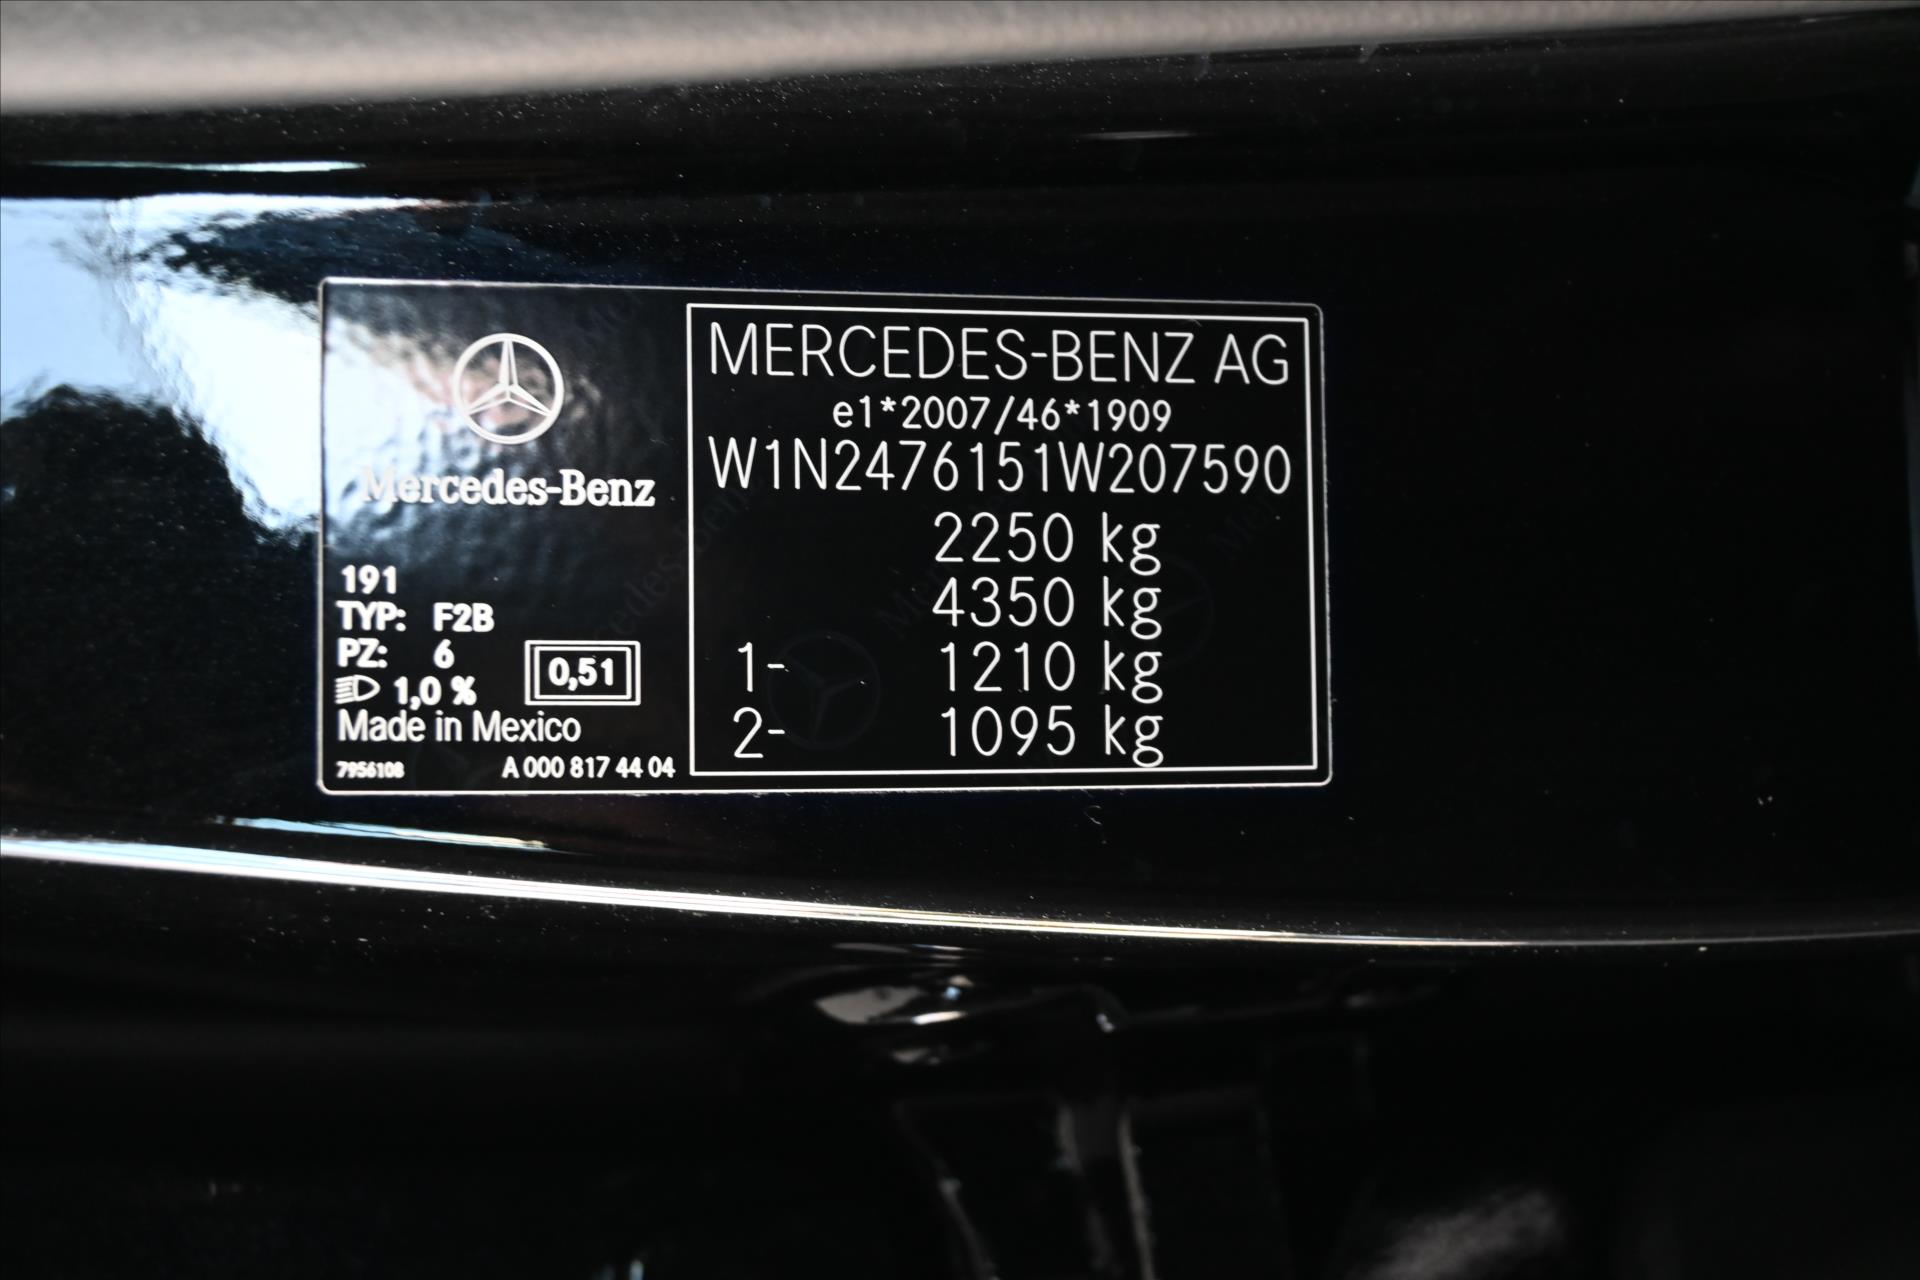 Mercedes-Benz
191
TYP: F2B
PZ: 6
1,0 %
0,51
Made in Mexico
7956108
A 000 817 44 04
MERCEDES-BENZ AG
e1*2007/46*1909
W1N2476151W207590
2250 kg
4350 kg
1- 1210 kg
2- 1095 kg